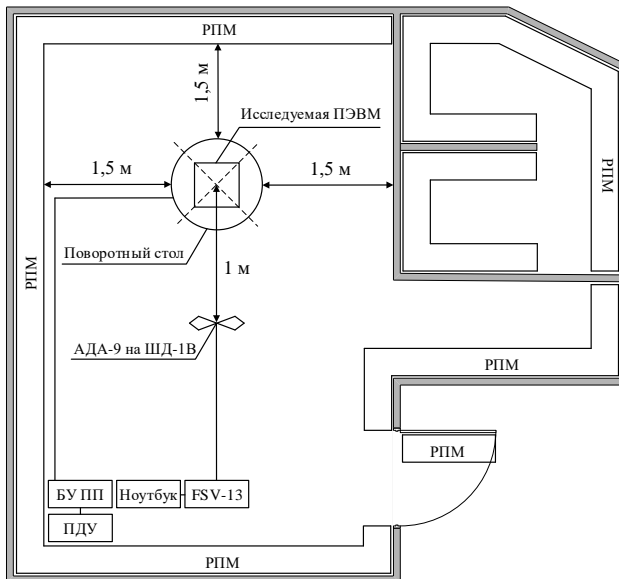 РПМ
1,5 м
Исследуемая ПЭВМ
1,5 м
1,5 м
РПМ
Поворотный стол
1 м
РПМ
АДА-9 на ШД-1В
РПМ
РПМ
БУ ПП
Ноутбук
FSV-13
ПДУ
РПМ